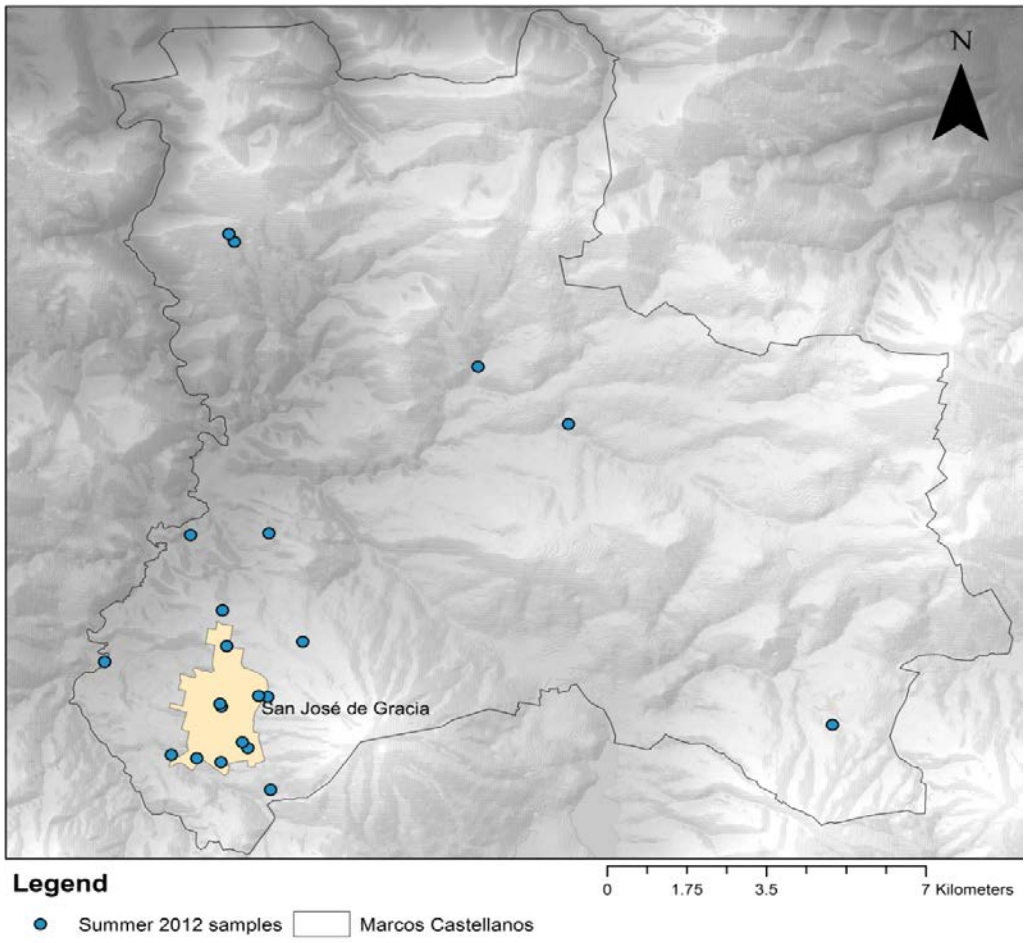 N
San José de Gracia
Legend
0 1.75 3.5 7 Kilometers
Summer 2012 samples Marcos Castellanos